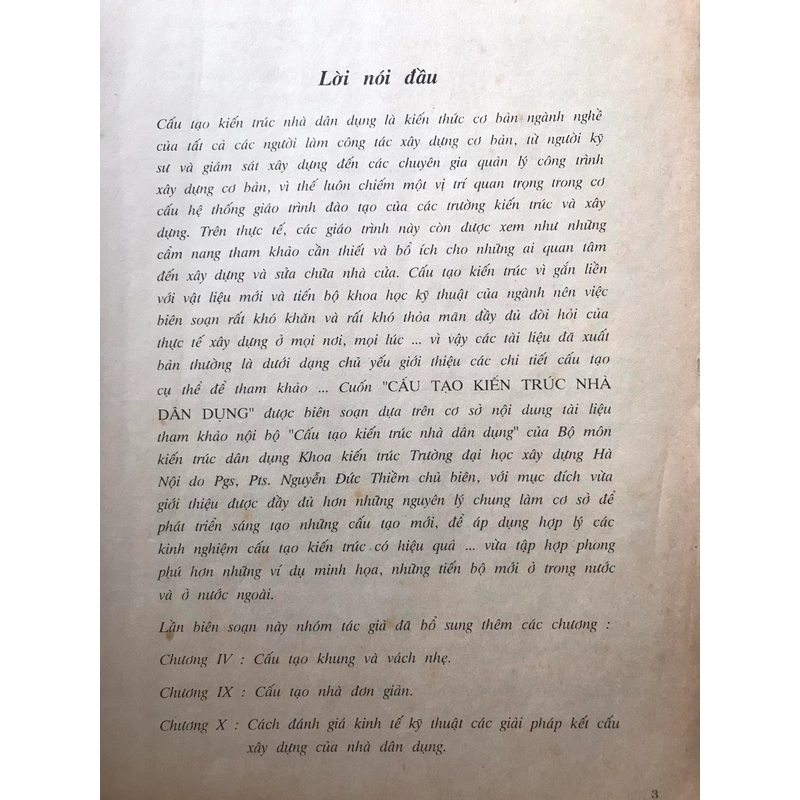 Lời nói đầu
Cấu tạo kiến trúc nhà dân dụng là kiến thức cơ bản ngành nghề
của tất cả các người làm công tác xây dựng cơ bản, từ người kỹ
sư và giám sát xây dựng đến các chuyên gia quản lý công trình
xây dựng cơ bản, vì thế luôn chiếm một vị trí quan trọng trong cơ
cấu hệ thống giáo trình đào tạo của các trường kiến trúc và xây
dựng. Trên thực tế, các giáo trình này còn được xem như những
cẩm nang tham khảo cần thiết và bổ ích cho những ai quan tâm
đến xây dựng và sửa chữa nhà cửa. Cấu tạo kiến trúc vì gắn liền
với vật liệu mới và tiến bộ khoa học kỹ thuật của ngành nên việc
biên soạn rất khó khăn và rất khó thỏa mãn đầy đủ đòi hỏi của
thực tế xây dựng ở mọi nơi, mọi lúc ... vì vậy các tài liệu đã xuất
bản thường là dưới dạng chủ yếu giới thiệu các chi tiết cấu tạo
cụ thể để tham khảo ... Cuốn "CẤU TẠO KIẾN TRÚC NHÀ
DÂN DỤNG" được biên soạn dựa trên cơ sở nội dung tài liệu
tham khảo nội bộ "Cấu tạo kiến trúc nhà dân dụng" của Bộ môn
kiến trúc dân dụng Khoa kiến trúc Trường đại học xây dựng Hà
Nội do Pgs, Pts. Nguyễn Đức Thiềm chủ biên, với mục đích vừa
giới thiệu được đầy đủ hơn những nguyên lý chung làm cơ sở để
phát triển sáng tạo những cấu tạo mới, để áp dụng hợp lý các
kinh nghiệm cấu tạo kiến trúc có hiệu quả ... vừa tập hợp phong
phú hơn những ví dụ minh họa, những tiến bộ mới ở trong nước
và ở nước ngoài.
Lần biên soạn này nhóm tác giả đã bổ sung thêm các chương :
Chương IV : Cấu tạo khung và vách nhẹ.
Chương IX : Cấu tạo nhà đơn giản.
Chương X : Cách đánh giá kinh tế kỹ thuật các giải pháp kết cấu
xây dựng của nhà dân dụng.
3